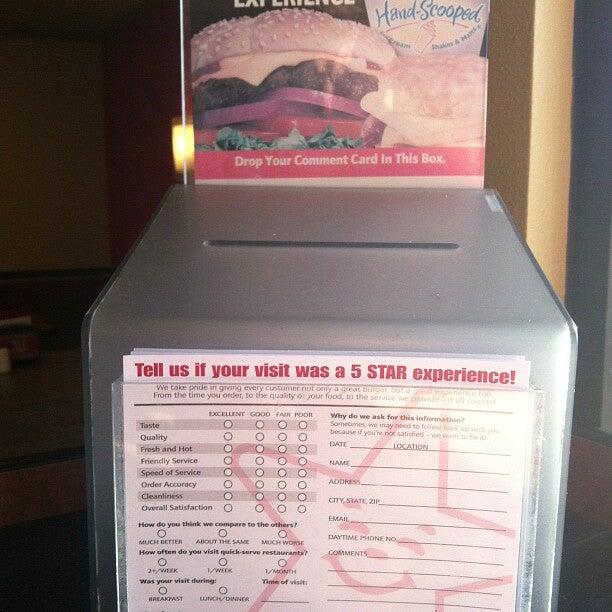 EXPERIENCE
Hand-Scooped
Ice Cream Shakes & Malts
Drop Your Comment Card In This Box.
Tell us if your visit was a 5 STAR experience!
We take pride in giving every customer not only a great burger, but a great experience too.
From the time you order, to the quality of your food, to the service we provide – it all counts!
EXCELLENT GOOD FAIR POOR
Taste
Quality
Fresh and Hot
Friendly Service
Speed of Service
Order Accuracy
Cleanliness
Overall Satisfaction
How do you think we compare to the others?
MUCH BETTER ABOUT THE SAME MUCH WORSE
How often do you visit quick-serve restaurants?
2+/WEEK 1/WEEK 1/MONTH
Was your visit during: Time of visit:
BREAKFAST LUNCH/DINNER
Why do we ask for this information?
Sometimes, we may need to follow back up with you,
because if you're not satisfied – we want to fix it!
DATE LOCATION
NAME
ADDRESS
CITY, STATE, ZIP
EMAIL
DAYTIME PHONE NO.
COMMENTS